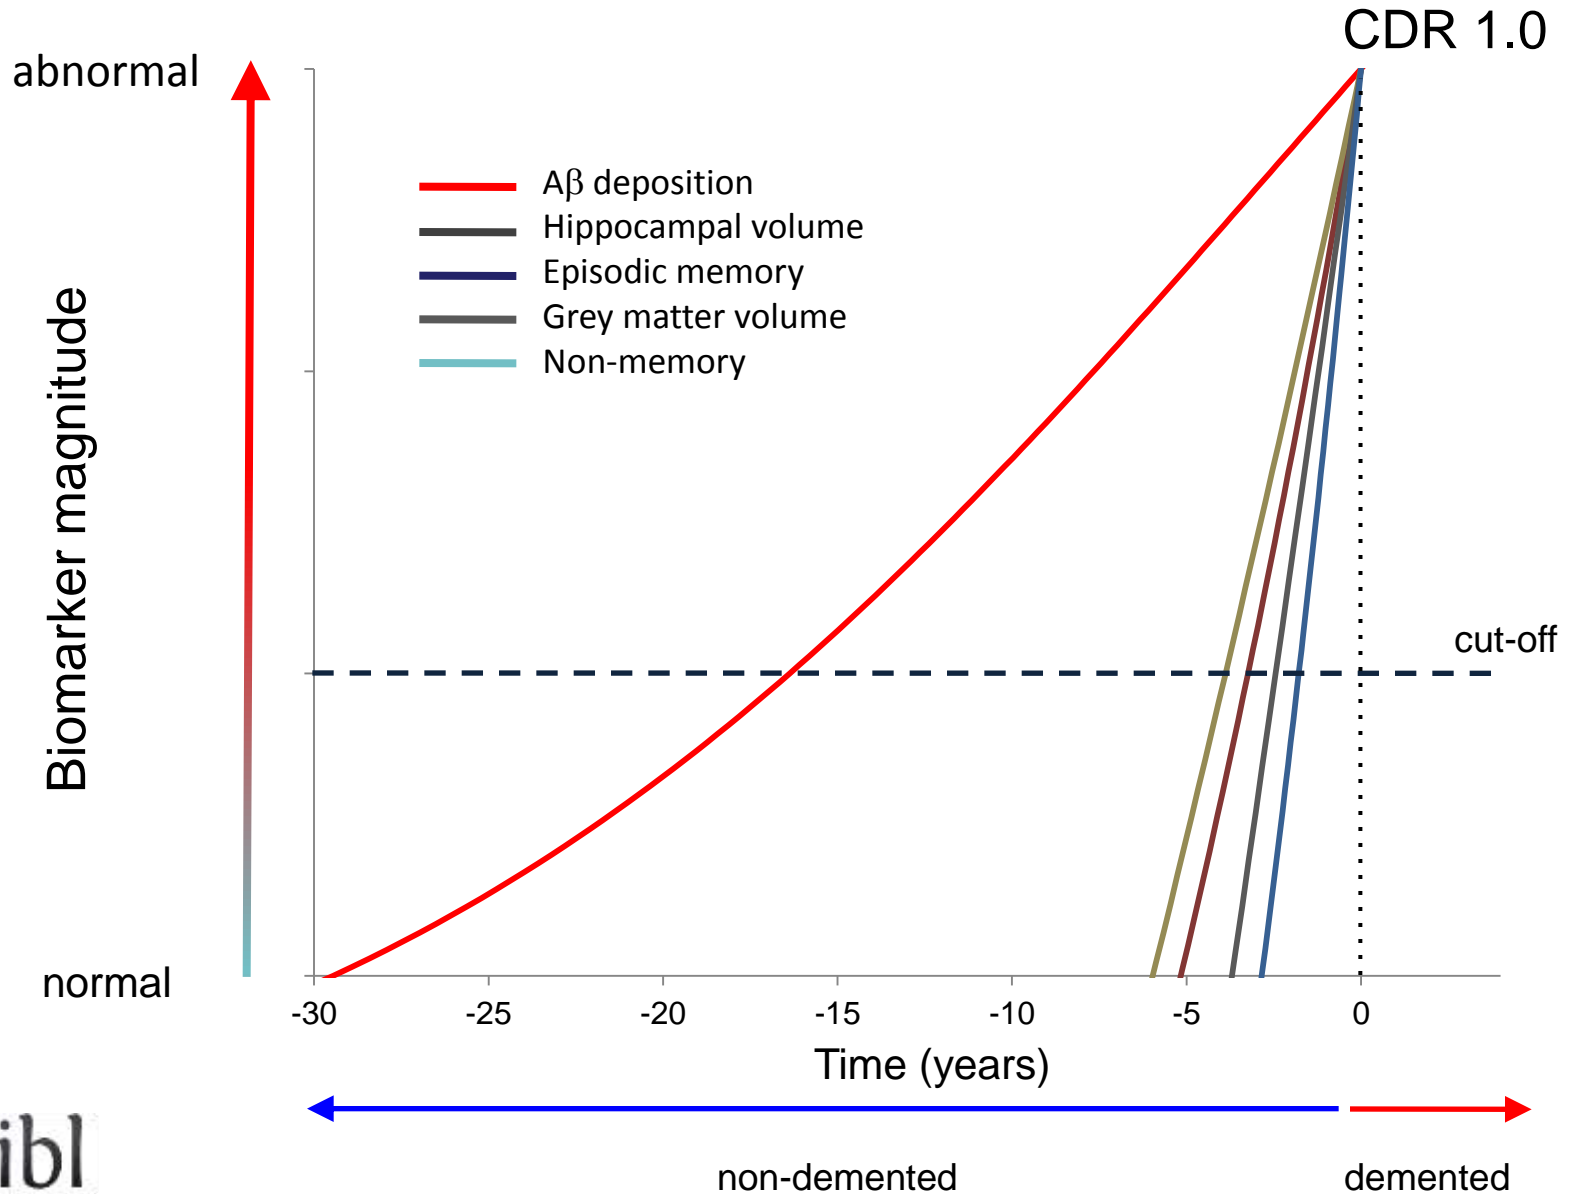 CDR 1.0
abnormal
Aβ deposition
Hippocampal volume
Episodic memory
Grey matter volume
Non-memory
Biomarker magnitude
cut-off
normal
-30 -25 -20 -15 -10 -5 0
Time (years)
non-demented demented
ibl